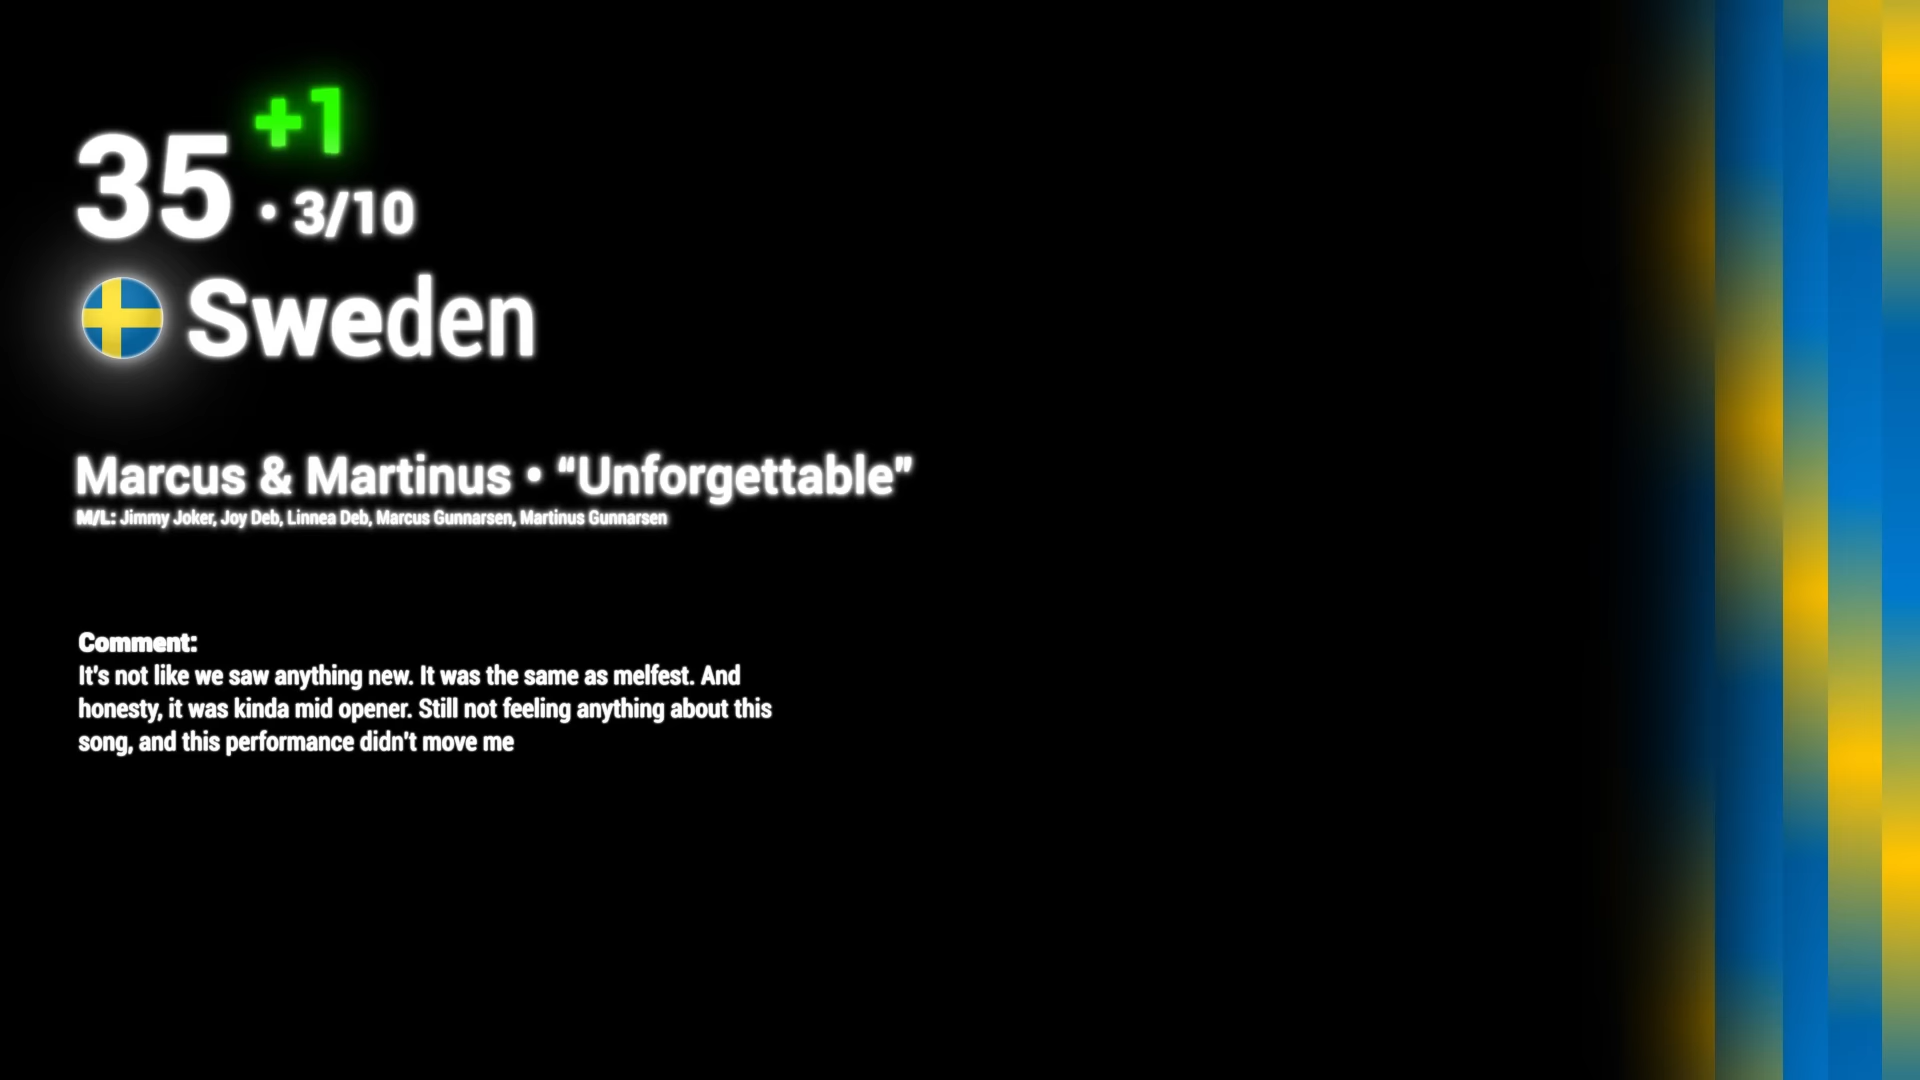 +1
35 • 3/10
Sweden
Marcus & Martinus • “Unforgettable”
M/L: Jimmy Joker, Joy Deb, Linnea Deb, Marcus Gunnarsen, Martinus Gunnarsen
Comment:
It's not like we saw anything new. It was the same as melfest. And
honesty, it was kinda mid opener. Still not feeling anything about this
song, and this performance didn't move me